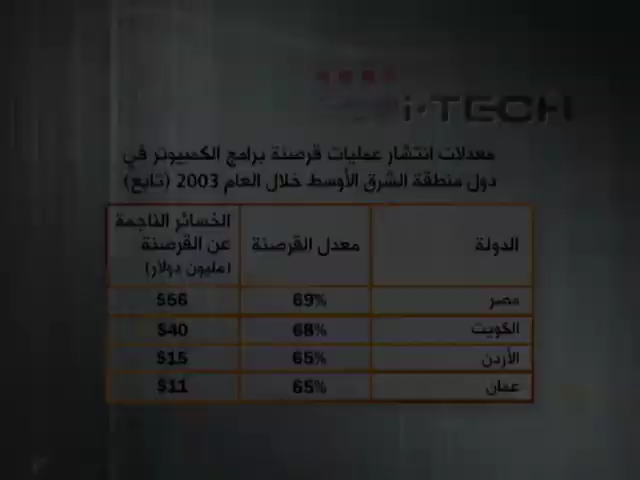 i·TECH
معدلات انتشار عمليات قرصنة برامج الكمبيوتر في
دول منطقة الشرق الأوسط خلال العام 2003 (تابع)
الدولة معدل القرصنة الخسائر الناجمة
عن القرصنة
(مليون دولار)
مصر 69% $56
الكويت 68% $40
الأردن 65% $15
عمان 65% $11